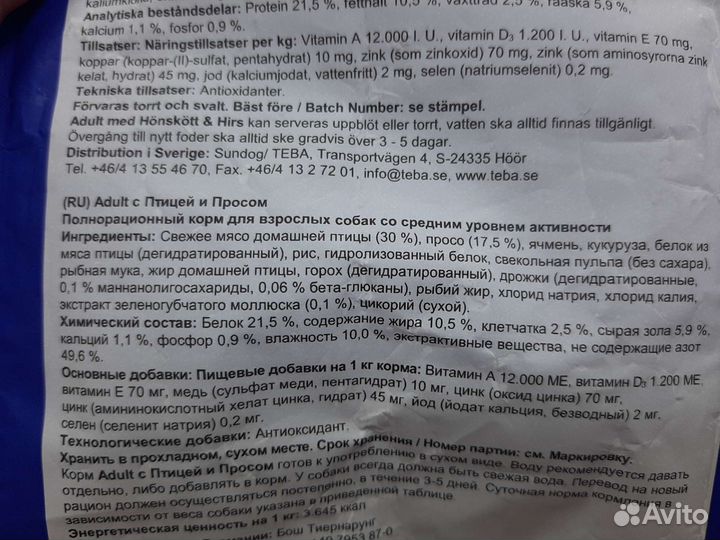 Analytiska beståndsdelar: Protein 21,5 %, fetthalt 10,5 %, växttråd 2,5 %, råaska 5,9 %,
kalcium 1,1 %, fosfor 0,9 %.
Tillsatser: Näringstillsatser per kg: Vitamin A 12.000 I. U., vitamin D₃ 1.200 I. U., vitamin E 70 mg,
koppar (koppar-(II)-sulfat, pentahydrat) 10 mg, zink (som zinkoxid) 70 mg, zink (som aminosyrorna zink
kelat, hydrat) 45 mg, jod (kalciumjodat, vattenfritt) 2 mg, selen (natriumselenit) 0,2 mg.
Tekniska tillsatser: Antioxidanter.
Förvaras torrt och svalt. Bäst före / Batch Number: se stämpel.
Adult med Hönskött & Hirs kan serveras uppblöt eller torrt, vatten ska alltid finnas tillgänligt.
Övergång till nytt foder ska alltid ske gradvis över 3 - 5 dagar.
Distribution i Sverige: Sundog/ TEBA, Transportvägen 4, S-24335 Höör
Tel. +46/4 13 55 46 70, Fax. +46/4 13 2 72 01, info@teba.se, www.teba.se
(RU) Adult с Птицей и Просом
Полнорационный корм для взрослых собак со средним уровнем активности
Ингредиенты: Свежее мясо домашней птицы (30 %), просо (17,5 %), ячмень, кукуруза, белок из
мяса птицы (дегидратированный), рис, гидролизованный белок, свекольная пульпа (без сахара),
рыбная мука, жир домашней птицы, горох (дегидратированный), дрожжи (дегидратированные,
0,1 % маннанолигосахариды, 0,06 % бета-глюканы), рыбий жир, хлорид натрия, хлорид калия,
экстракт зеленогубчатого моллюска (0,1 %), цикорий (сухой).
Химический состав: Белок 21,5 %, содержание жира 10,5 %, клетчатка 2,5 %, сырая зола 5,9 %,
кальций 1,1 %, фосфор 0,9 %, влажность 10,0 %, экстрактивные вещества, не содержащие азот
49,6 %.
Основные добавки: Пищевые добавки на 1 кг корма: Витамин А 12.000 МЕ, витамин D₃ 1.200 МЕ,
витамин Е 70 мг, медь (сульфат меди, пентагидрат) 10 мг, цинк (оксид цинка) 70 мг,
цинк (амининокислотный хелат цинка, гидрат) 45 мг, йод (йодат кальция, безводный) 2 мг,
селен (селенит натрия) 0,2 мг.
Технологические добавки: Антиоксидант.
Хранить в прохладном, сухом месте. Срок хранения / Номер партии: см. Маркировку.
Корм Adult с Птицей и Просом готов к употреблению в сухом виде. Воду рекомендуется давать
отдельно, либо добавлять в корм. У собаки всегда должна быть свежая вода. Перевод на новый
рацион должен осуществляться постепенно, в течение 3-5 дней. Суточная норма кормления в
зависимости от веса собаки указана в приведенной таблице.
Энергетическая ценность на 1 кг: 3.645 ккал
Бош Тиернарунг
Avito